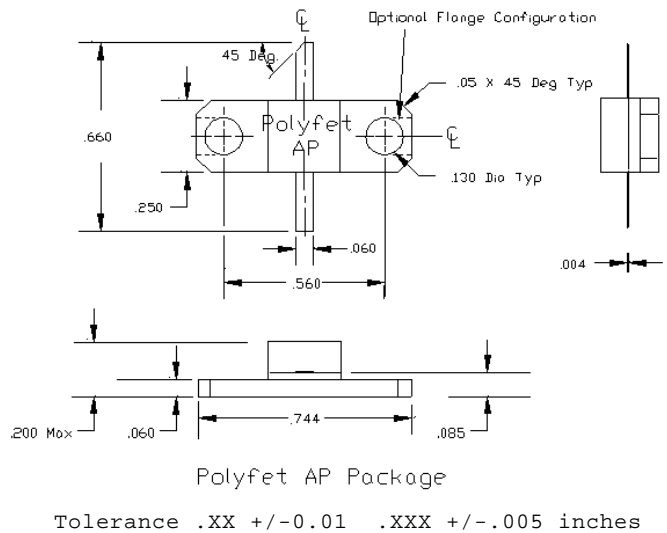 ℄
Optional Flange Configuration
45 Deg.
.05 X 45 Deg Typ
Polyfet
AP
℄
.660
.130 Dia Typ
.250
.060
.560
.004
.200 Max
.060
.744
.085
Polyfet AP Package
Tolerance .XX +/-0.01 .XXX +/-.005 inches